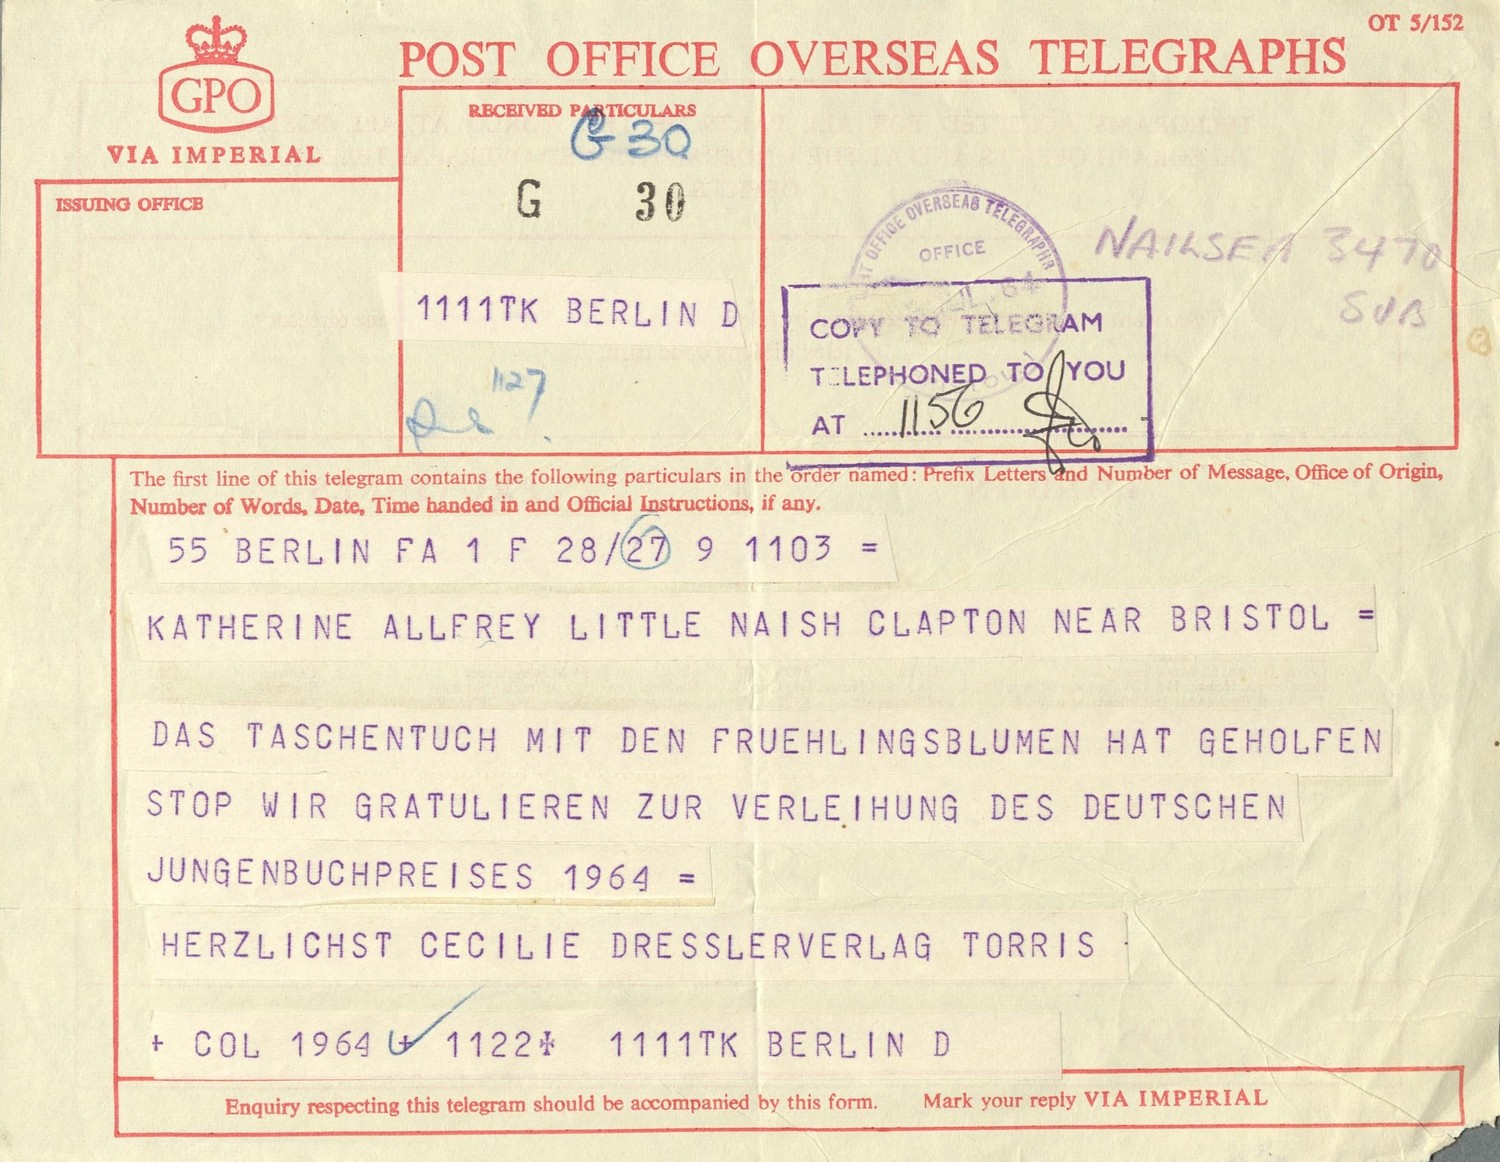 OT 5/152
GPO
VIA IMPERIAL
POST OFFICE OVERSEAS TELEGRAPHS
ISSUING OFFICE
RECEIVED PARTICULARS
G 30
G 30
1111TK BERLIN D
1127
OFFICE OVERSEAS TELEGRAPHS
OFFICE
64
NAILSEA 3470
SUB
COPY TO TELEGRAM
TELEPHONED TO YOU
AT 1156
The first line of this telegram contains the following particulars in the order named: Prefix Letters and Number of Message, Office of Origin,
Number of Words, Date, Time handed in and Official Instructions, if any.
55 BERLIN FA 1 F 28/27 9 1103 =
KATHERINE ALLFREY LITTLE NAISH CLAPTON NEAR BRISTOL =
DAS TASCHENTUCH MIT DEN FRUEHLINGSBLUMEN HAT GEHOLFEN
STOP WIR GRATULIEREN ZUR VERLEIHUNG DES DEUTSCHEN
JUNGENBUCHPREISES 1964 =
HERZLICHST CECILIE DRESSLERVERLAG TORRIS
+ COL 1964 + 1122+ 1111TK BERLIN D
Enquiry respecting this telegram should be accompanied by this form. Mark your reply VIA IMPERIAL